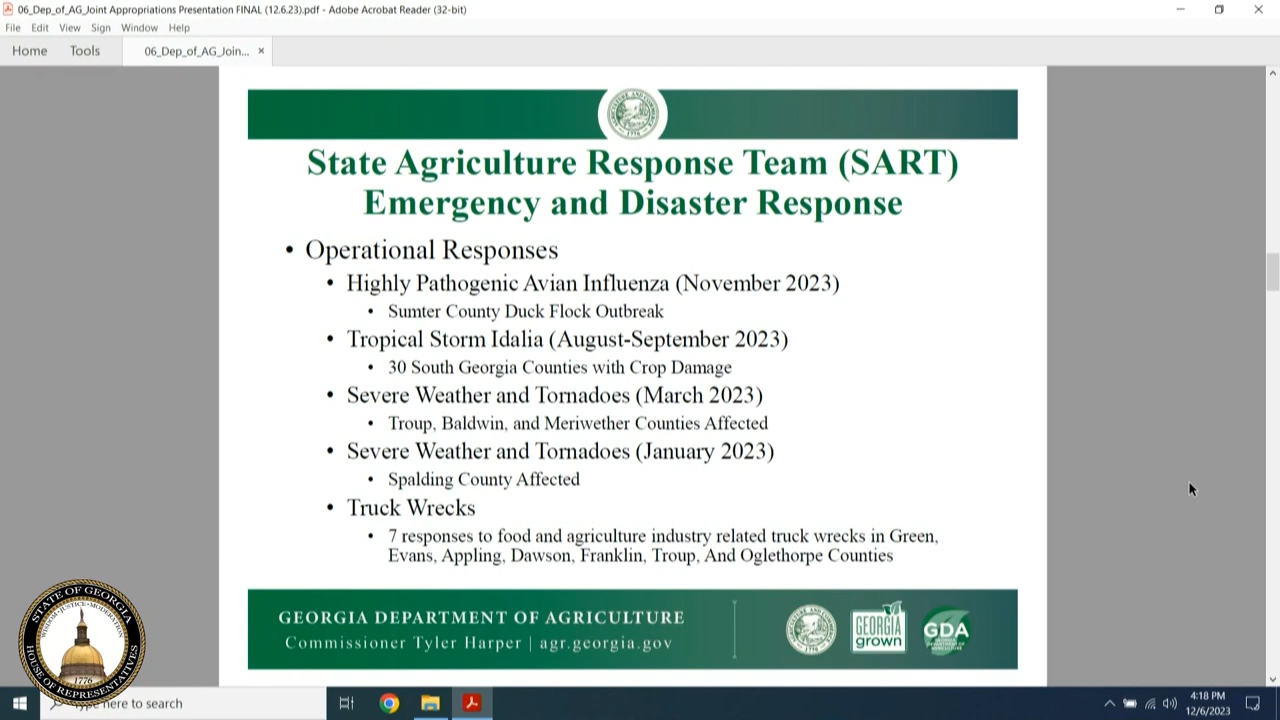 06_Dep_of_AG_Joint Appropriations Presentation FINAL (12.6.23).pdf - Adobe Acrobat Reader (32-bit)
File Edit View Sign Window Help
Home Tools 06_Dep_of_AG_Join... ×
State Agriculture Response Team (SART)
Emergency and Disaster Response
• Operational Responses
• Highly Pathogenic Avian Influenza (November 2023)
• Sumter County Duck Flock Outbreak
• Tropical Storm Idalia (August-September 2023)
• 30 South Georgia Counties with Crop Damage
• Severe Weather and Tornadoes (March 2023)
• Troup, Baldwin, and Meriwether Counties Affected
• Severe Weather and Tornadoes (January 2023)
• Spalding County Affected
• Truck Wrecks
• 7 responses to food and agriculture industry related truck wrecks in Green,
Evans, Appling, Dawson, Franklin, Troup, And Oglethorpe Counties
GEORGIA DEPARTMENT OF AGRICULTURE
Commissioner Tyler Harper | agr.georgia.gov
1776
GEORGIA
grown
GDA
STATE OF GEORGIA
HOUSE OF REPRESENTATIVES
1776
here to search
4:18 PM
12/6/2023